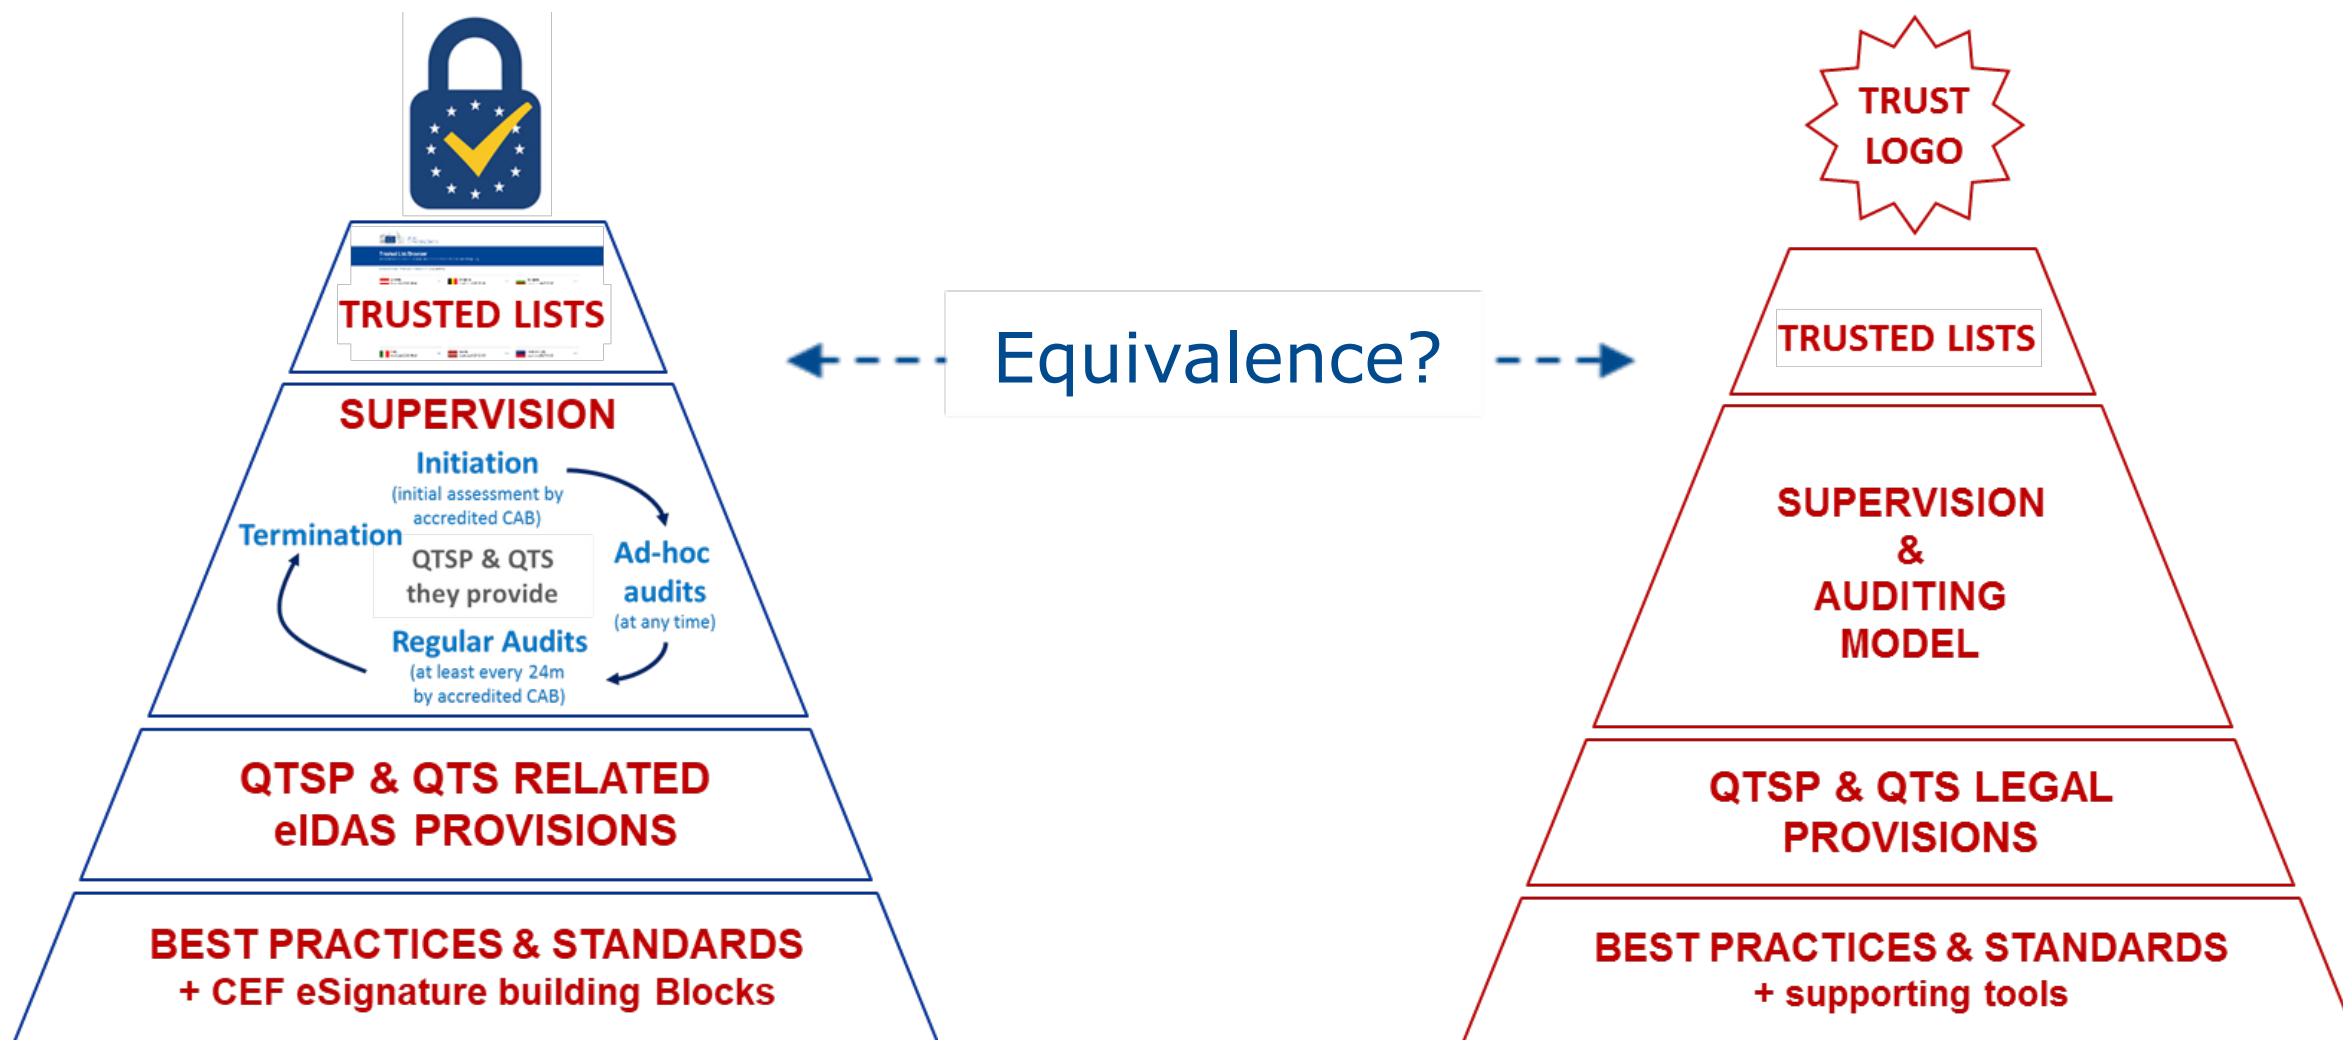 TRUSTED LISTS
SUPERVISION
Initiation
(initial assessment by
accredited CAB)
Termination
QTSP & QTS
they provide
Ad-hoc
audits
(at any time)
Regular Audits
(at least every 24m
by accredited CAB)
QTSP & QTS RELATED
eIDAS PROVISIONS
BEST PRACTICES & STANDARDS
+ CEF eSignature building Blocks
Equivalence?
TRUST
LOGO
TRUSTED LISTS
SUPERVISION
&
AUDITING
MODEL
QTSP & QTS LEGAL
PROVISIONS
BEST PRACTICES & STANDARDS
+ supporting tools